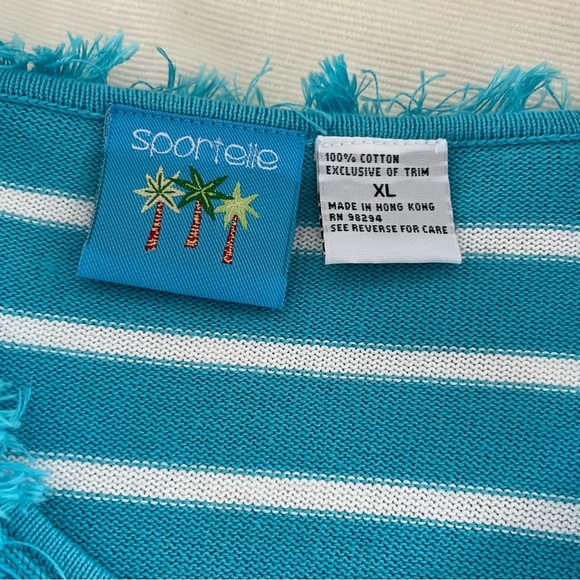 sportelle
100% COTTON
EXCLUSIVE OF TRIM
XL
MADE IN HONG KONG
RN 98294
SEE REVERSE FOR CARE